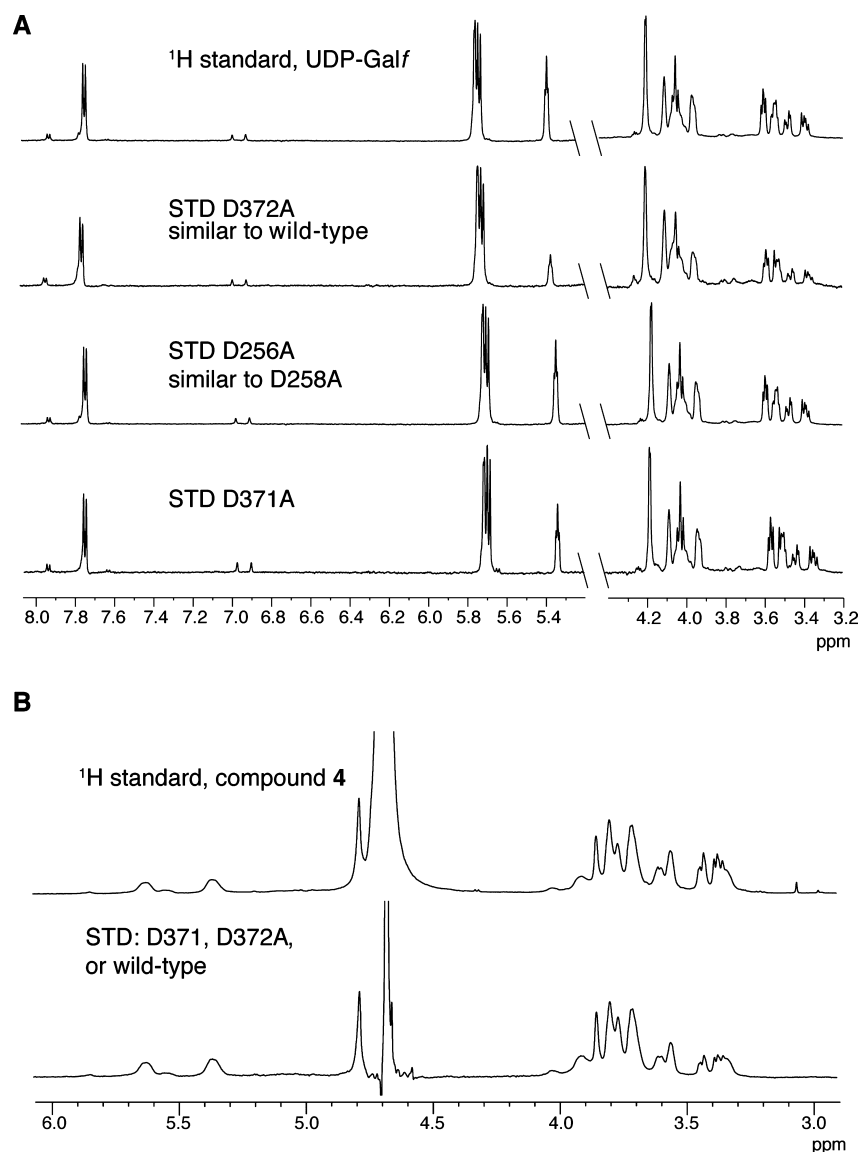 A
¹H standard, UDP-Galf
STD D372A
similar to wild-type
STD D256A
similar to D258A
STD D371A
8.0 7.8 7.6 7.4 7.2 7.0 6.8 6.6 6.4 6.2 6.0 5.8 5.6 5.4 4.2 4.0 3.8 3.6 3.4 3.2
ppm
B
¹H standard, compound 4
STD: D371, D372A,
or wild-type
6.0 5.5 5.0 4.5 4.0 3.5 3.0
ppm